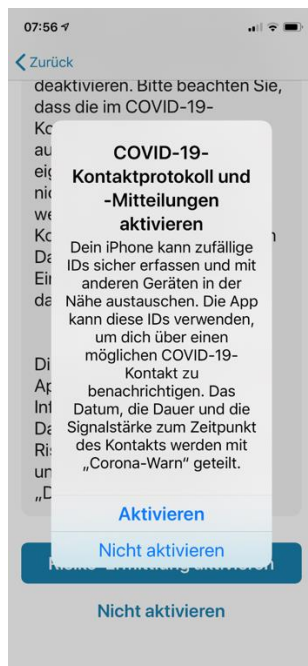 07:56
Zurück
deaktivieren. Bitte beachten Sie,
dass die im COVID-19-
COVID-19-
Kontaktprotokoll und
-Mitteilungen
aktivieren
Dein iPhone kann zufällige
IDs sicher erfassen und mit
anderen Geräten in der
Nähe austauschen. Die App
kann diese IDs verwenden,
um dich über einen
möglichen COVID-19-
Kontakt zu
benachrichtigen. Das
Datum, die Dauer und die
Signalstärke zum Zeitpunkt
des Kontakts werden mit
„Corona-Warn“ geteilt.
Aktivieren
Nicht aktivieren
Nicht aktivieren